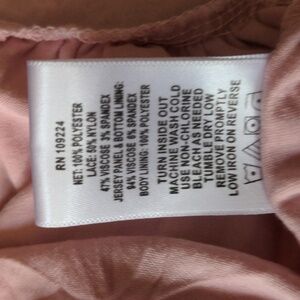 RN 109224
NET: 100% POLYESTER
LACE: 50% NYLON
47% VISCOSE 3% SPANDEX
JERSEY PANEL & BOTTOM LINING:
94% VISCOSE 6% SPANDEX
BODY LINING: 100% POLYESTER
TURN INSIDE OUT
MACHINE WASH COLD
USE NON-CHLORINE
BLEACH AS NEEDED
TUMBLE DRY LOW
REMOVE PROMPTLY
LOW IRON ON REVERSE